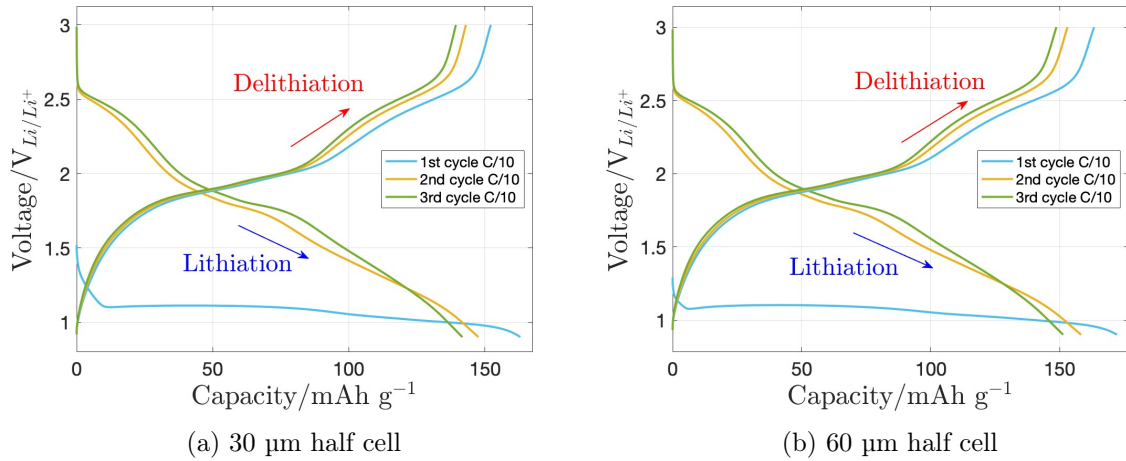 3
2.5
2
1.5
1
0
50
100
150
Voltage/V_{Li/Li^+}
Capacity/mAh g^{-1}
Delithiation
Lithiation
1st cycle C/10
2nd cycle C/10
3rd cycle C/10
(a) 30 µm half cell
3
2.5
2
1.5
1
0
50
100
150
Voltage/V_{Li/Li^+}
Capacity/mAh g^{-1}
Delithiation
Lithiation
1st cycle C/10
2nd cycle C/10
3rd cycle C/10
(b) 60 µm half cell